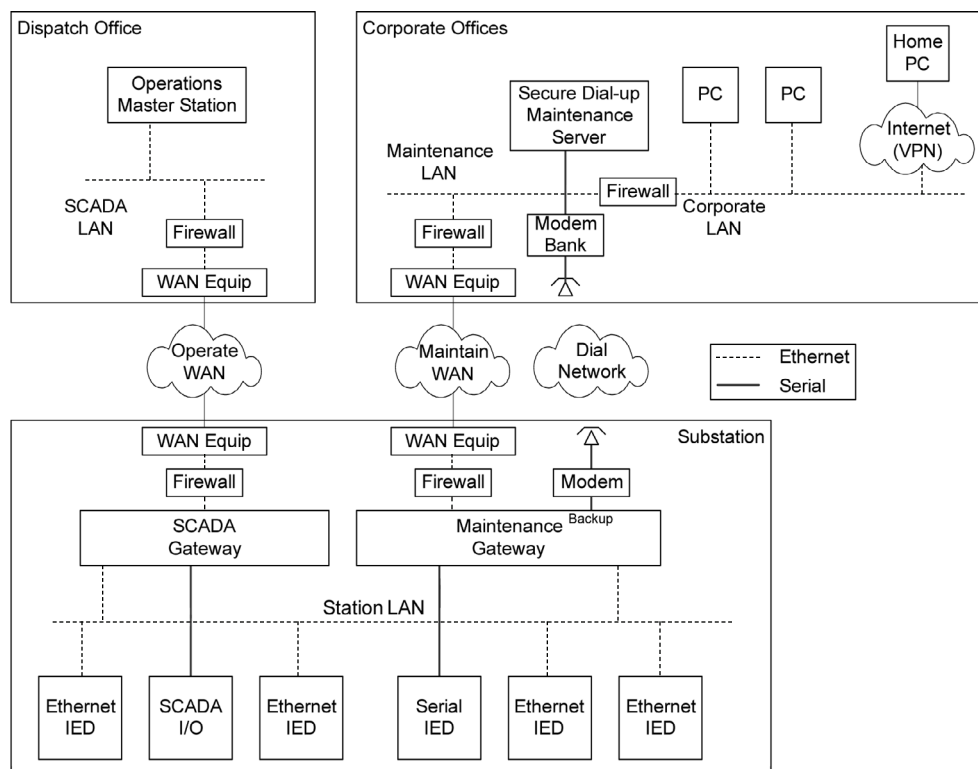 Dispatch Office
Operations
Master Station
SCADA
LAN
Firewall
WAN Equip
Corporate Offices
Home
PC
Secure Dial-up
Maintenance
Server
PC
PC
Internet
(VPN)
Maintenance
LAN
Firewall
Corporate
LAN
Firewall
Modem
Bank
WAN Equip
Operate
WAN
Maintain
WAN
Dial
Network
Ethernet
Serial
Substation
WAN Equip
WAN Equip
Firewall
Firewall
Modem
SCADA
Gateway
Maintenance
Gateway
Backup
Station LAN
Ethernet
IED
SCADA
I/O
Ethernet
IED
Serial
IED
Ethernet
IED
Ethernet
IED